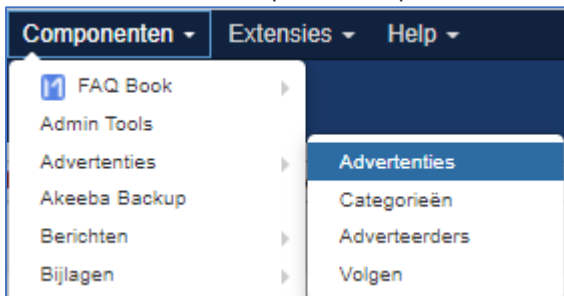 Componenten Extensies Help
FAQ Book
Admin Tools
Advertenties
Akeeba Backup
Berichten
Bijlagen
Advertenties
Categorieën
Adverteerders
Volgen